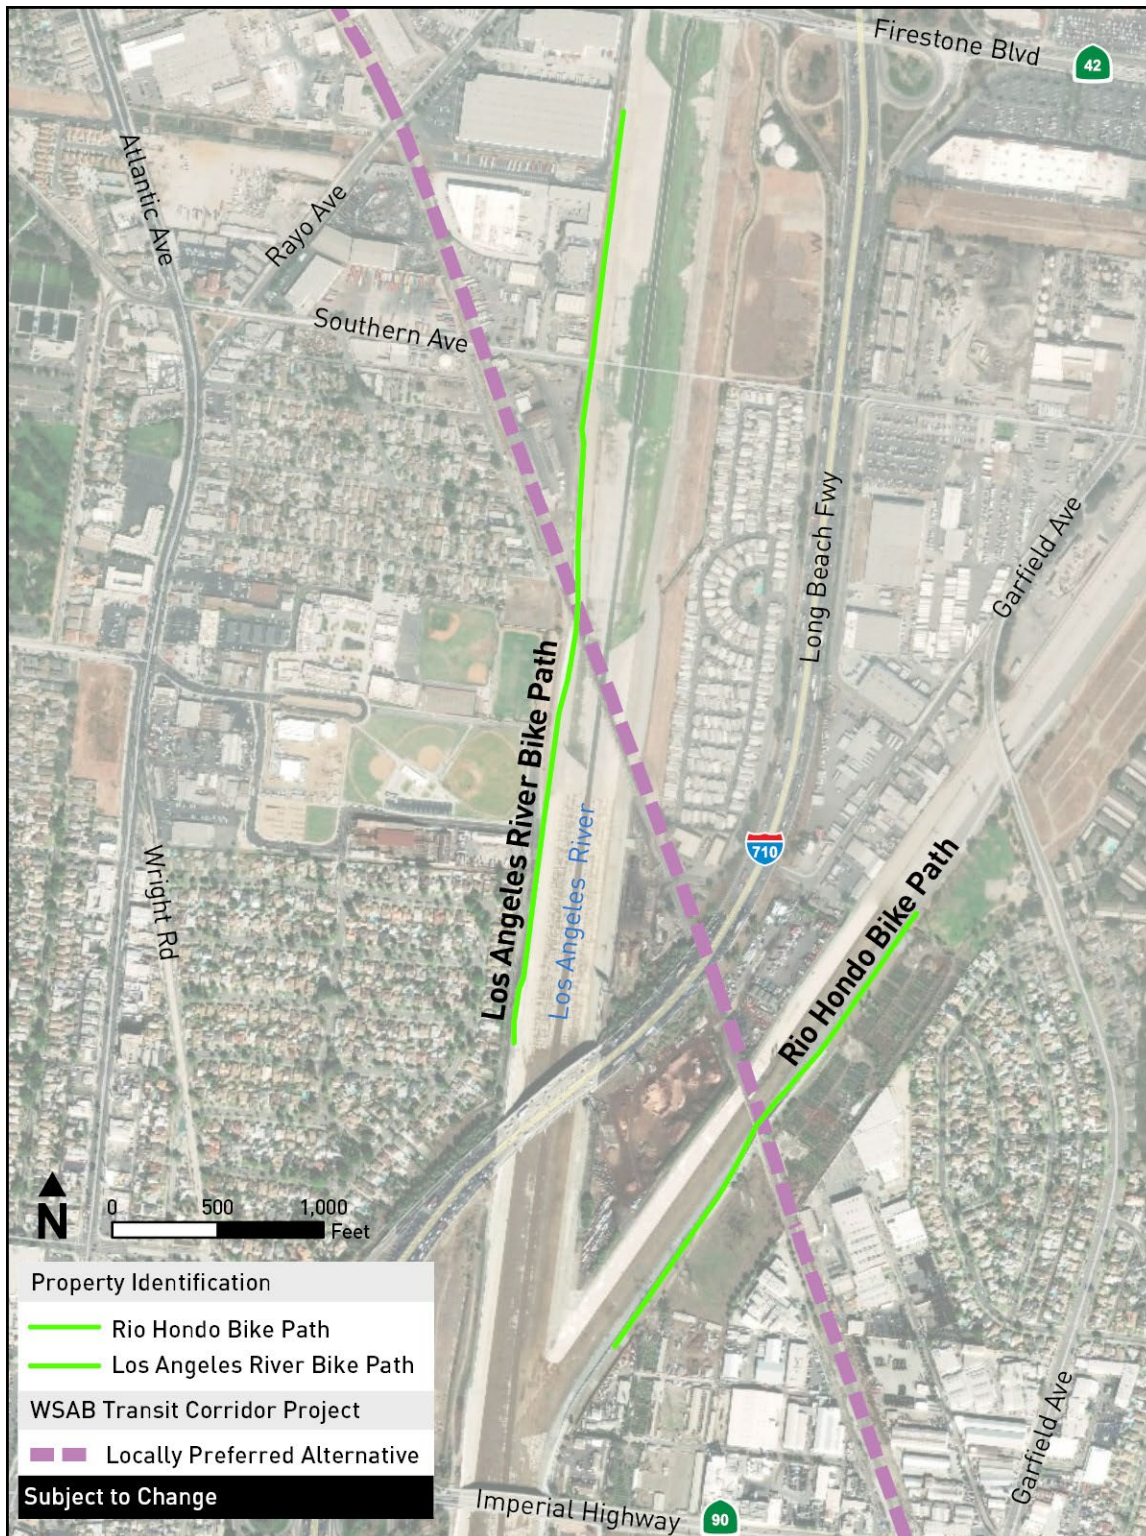 Firestone Blvd
42
Atlantic Ave
Rayo Ave
Southern Ave
Long Beach Fwy
Garfield Ave
Los Angeles River Bike Path
Los Angeles River
710
Rio Hondo Bike Path
Wright Rd
N
0 500 1,000
Feet
Property Identification
Rio Hondo Bike Path
Los Angeles River Bike Path
WSAB Transit Corridor Project
Locally Preferred Alternative
Subject to Change
Garfield Ave
Imperial Highway
90